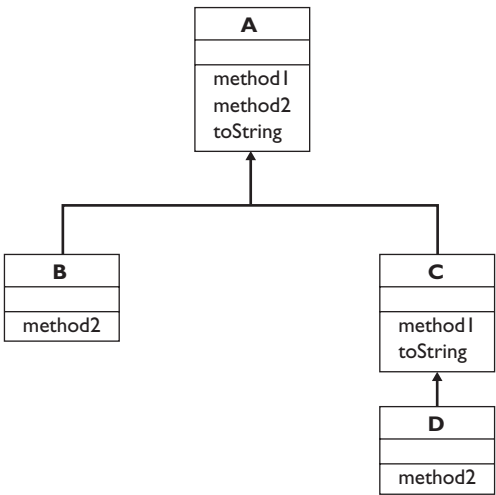 A
method1
method2
toString
B
method2
C
method1
toString
D
method2